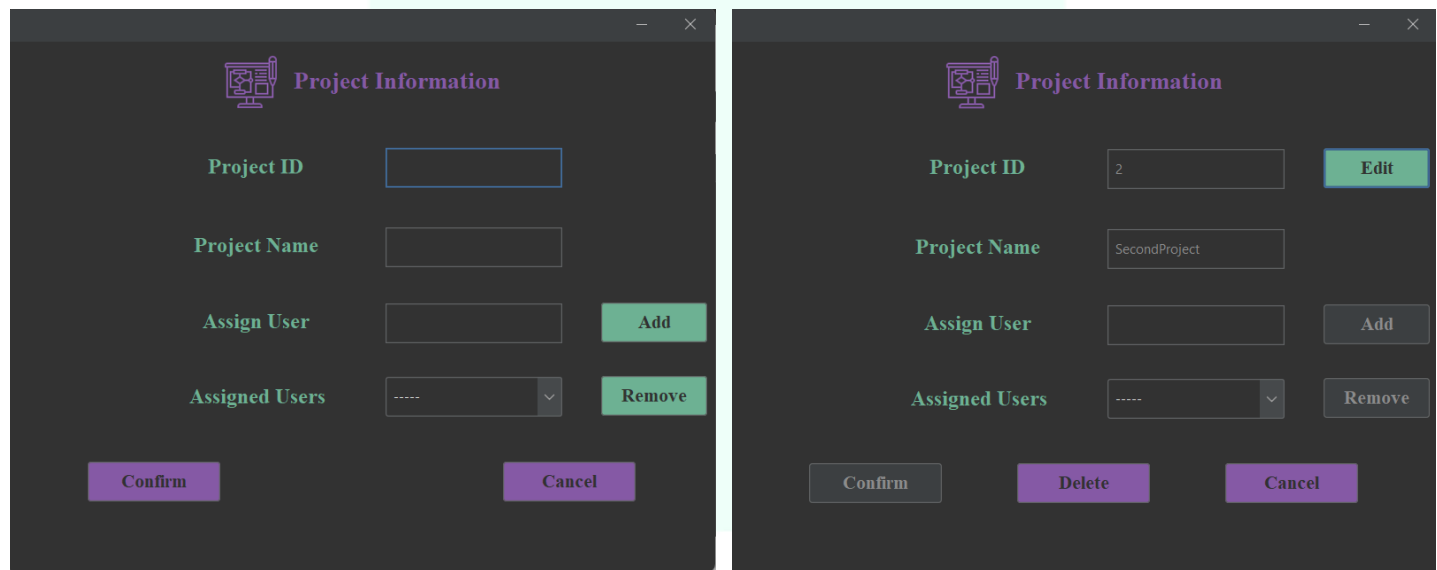 Project Information
Project ID
Project Name
Assign User
Add
Assigned Users
-----
Remove
Confirm
Cancel
Project Information
Project ID
2
Edit
Project Name
SecondProject
Assign User
Add
Assigned Users
-----
Remove
Confirm
Delete
Cancel